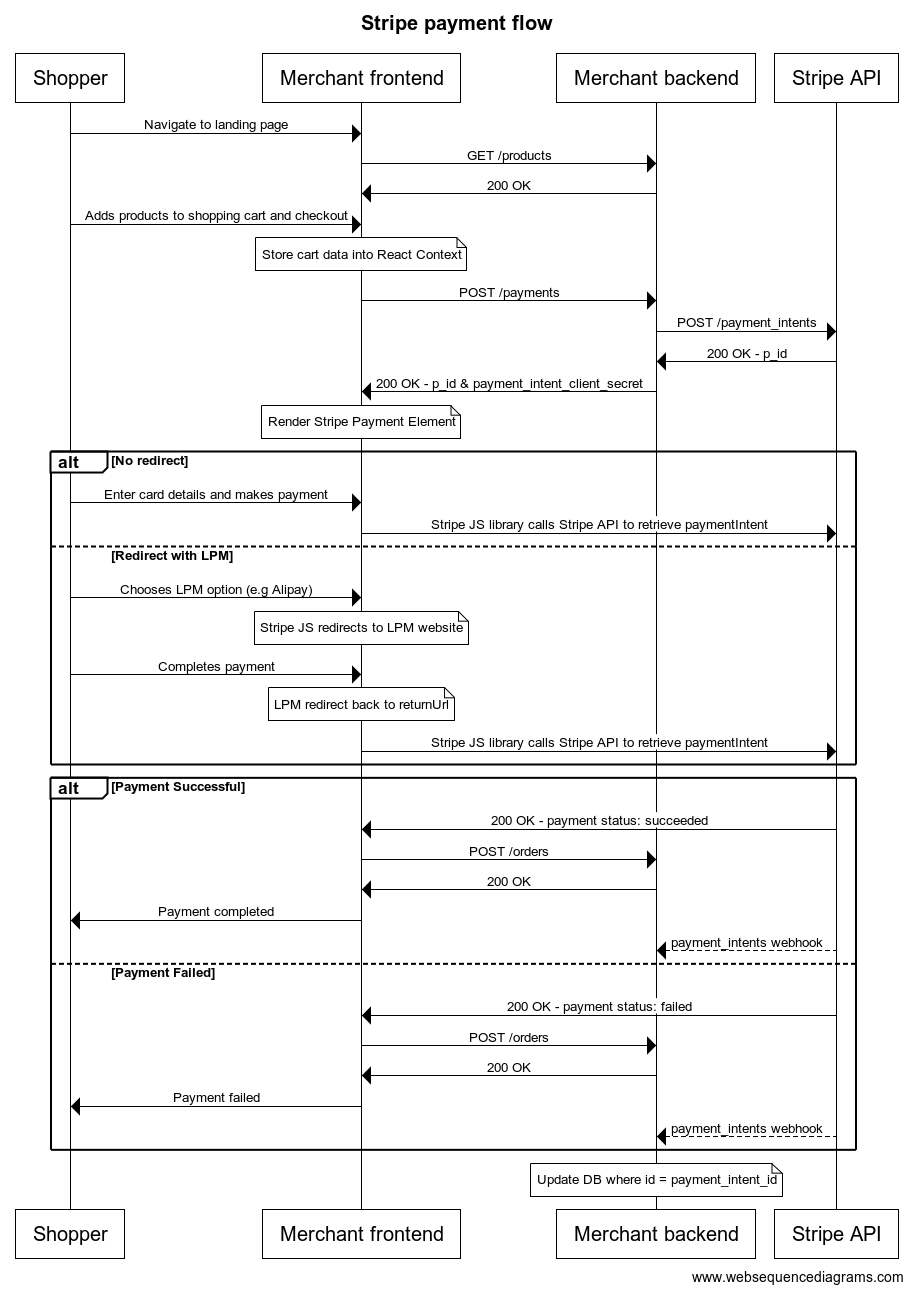 Stripe payment flow
Shopper
Merchant frontend
Merchant backend
Stripe API
Navigate to landing page
GET /products
200 OK
Adds products to shopping cart and checkout
Store cart data into React Context
POST /payments
POST /payment_intents
200 OK - p_id
200 OK - p_id & payment_intent_client_secret
Render Stripe Payment Element
alt
[No redirect]
Enter card details and makes payment
Stripe JS library calls Stripe API to retrieve paymentIntent
[Redirect with LPM]
Chooses LPM option (e.g Alipay)
Stripe JS redirects to LPM website
Completes payment
LPM redirect back to returnUrl
Stripe JS library calls Stripe API to retrieve paymentIntent
alt
[Payment Successful]
200 OK - payment status: succeeded
POST /orders
200 OK
Payment completed
payment_intents webhook
[Payment Failed]
200 OK - payment status: failed
POST /orders
200 OK
Payment failed
payment_intents webhook
Update DB where id = payment_intent_id
Shopper
Merchant frontend
Merchant backend
Stripe API
www.websequencediagrams.com